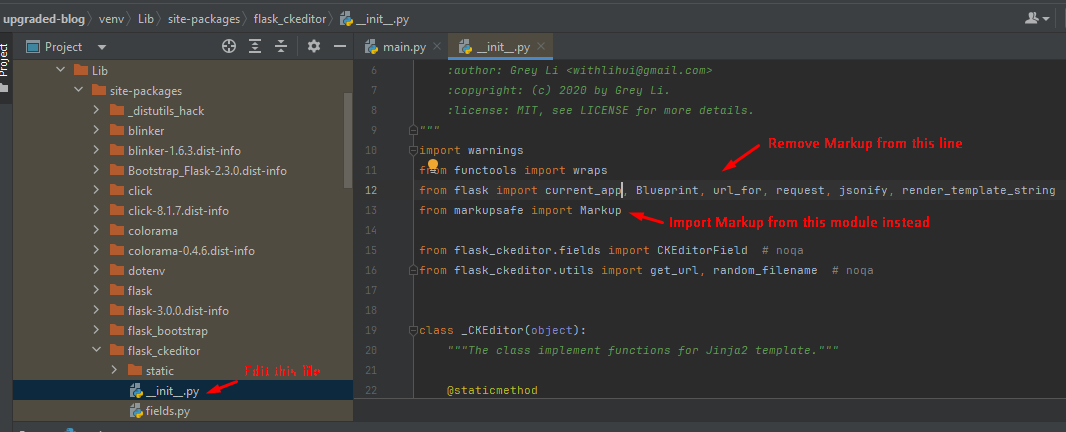 upgraded-blog venv Lib site-packages flask_ckeditor __init__.py
Project
Project
main.py
__init__.py
Lib
site-packages
_distutils_hack
blinker
blinker-1.6.3.dist-info
Bootstrap_Flask-2.3.0.dist-info
click
click-8.1.7.dist-info
colorama
colorama-0.4.6.dist-info
dotenv
flask
flask-3.0.0.dist-info
flask_bootstrap
flask_ckeditor
static
Edit this file
__init__.py
fields.py
6 :author: Grey Li <withlihui@gmail.com>
7 :copyright: (c) 2020 by Grey Li.
8 :license: MIT, see LICENSE for more details.
9 """
10 import warnings
Remove Markup from this line
11 from functools import wraps
12 from flask import current_app, Blueprint, url_for, request, jsonify, render_template_string
13 from markupsafe import Markup
Import Markup from this module instead
14
15 from flask_ckeditor.fields import CKEditorField # noqa
16 from flask_ckeditor.utils import get_url, random_filename # noqa
17
18
19 class _CKEditor(object):
20 """The class implement functions for Jinja2 template."""
21
22 @staticmethod